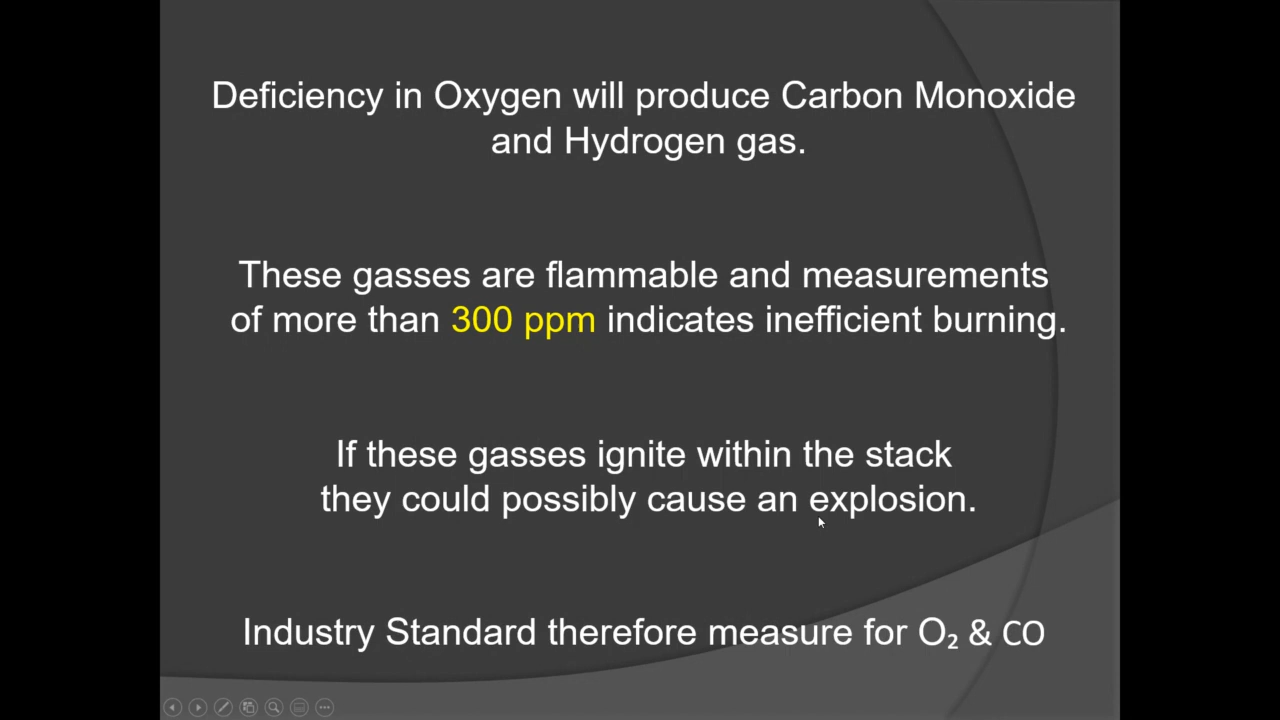 Deficiency in Oxygen will produce Carbon Monoxide
and Hydrogen gas.
These gasses are flammable and measurements
of more than 300 ppm indicates inefficient burning.
If these gasses ignite within the stack
they could possibly cause an explosion.
Industry Standard therefore measure for O₂ & CO